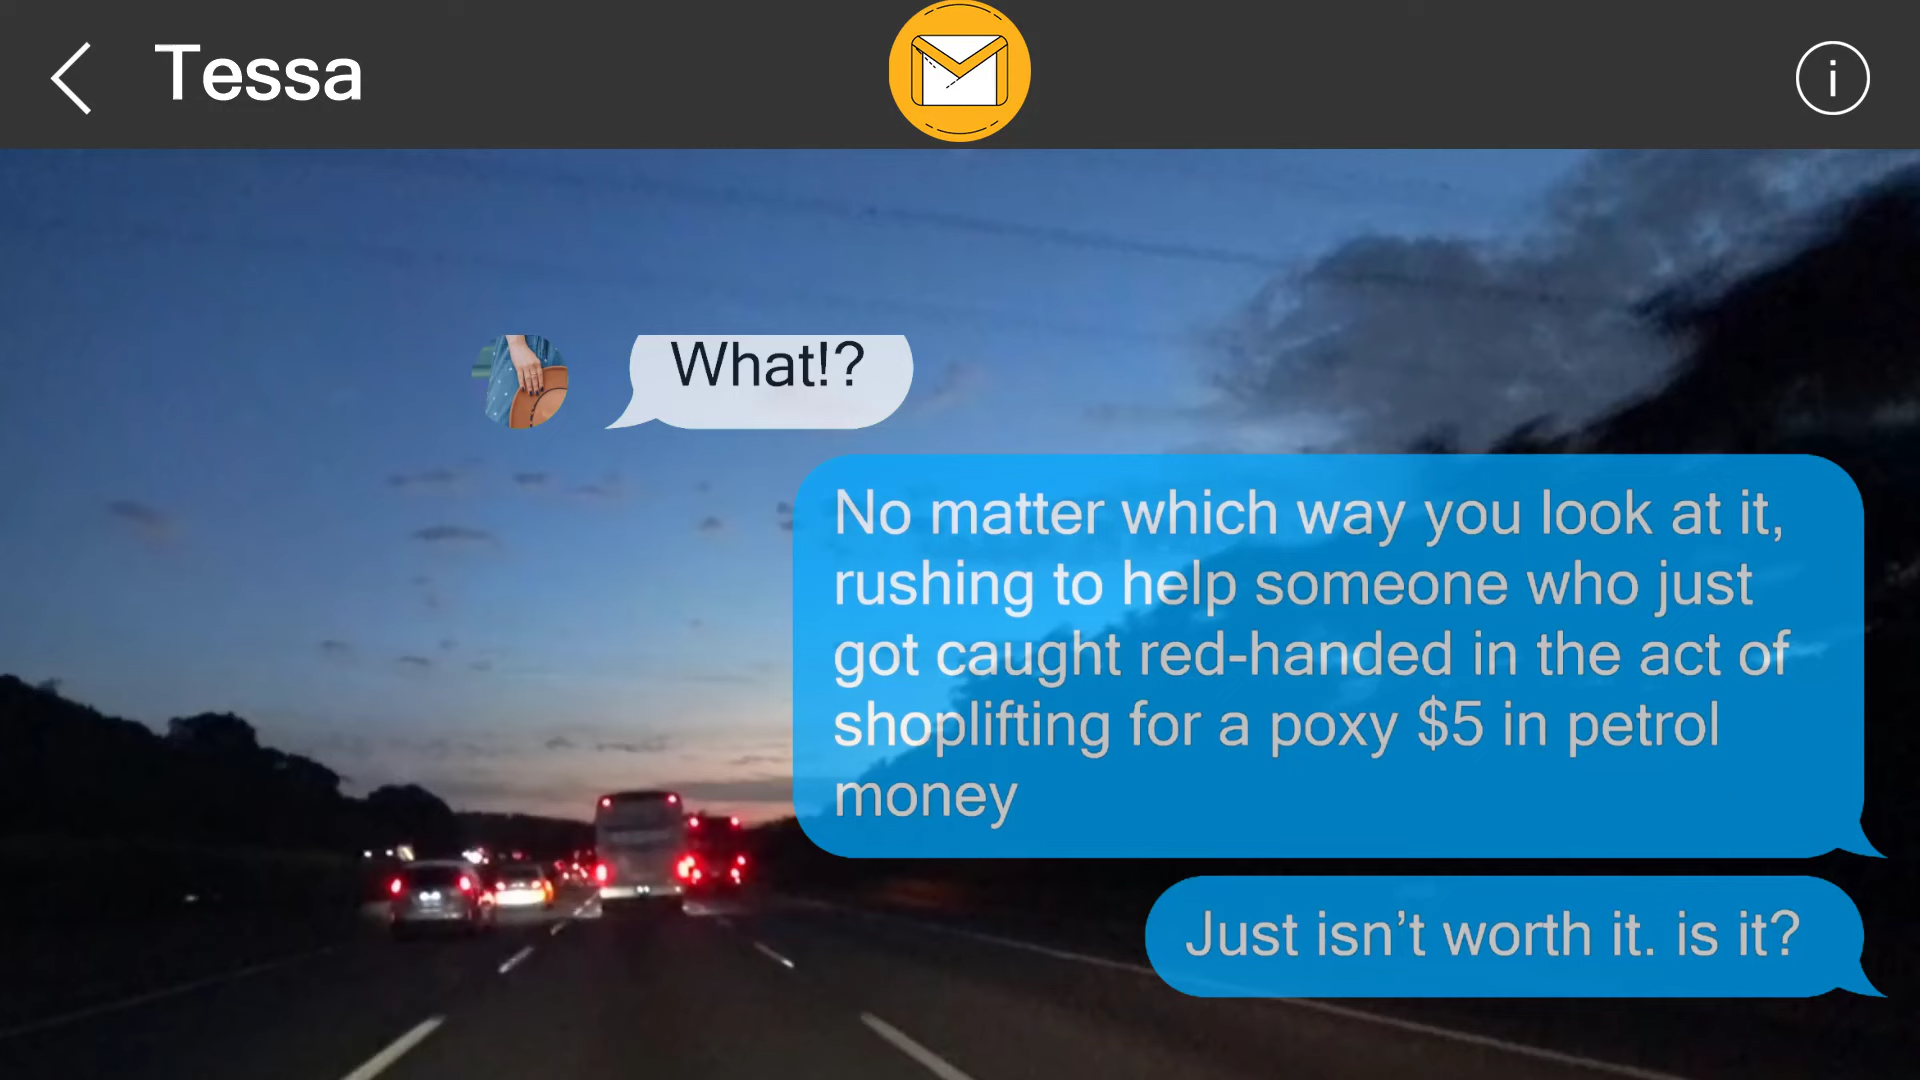 Tessa
i
What!?
No matter which way you look at it,
rushing to help someone who just
got caught red-handed in the act of
shoplifting for a poxy $5 in petrol
money
Just isn’t worth it. is it?